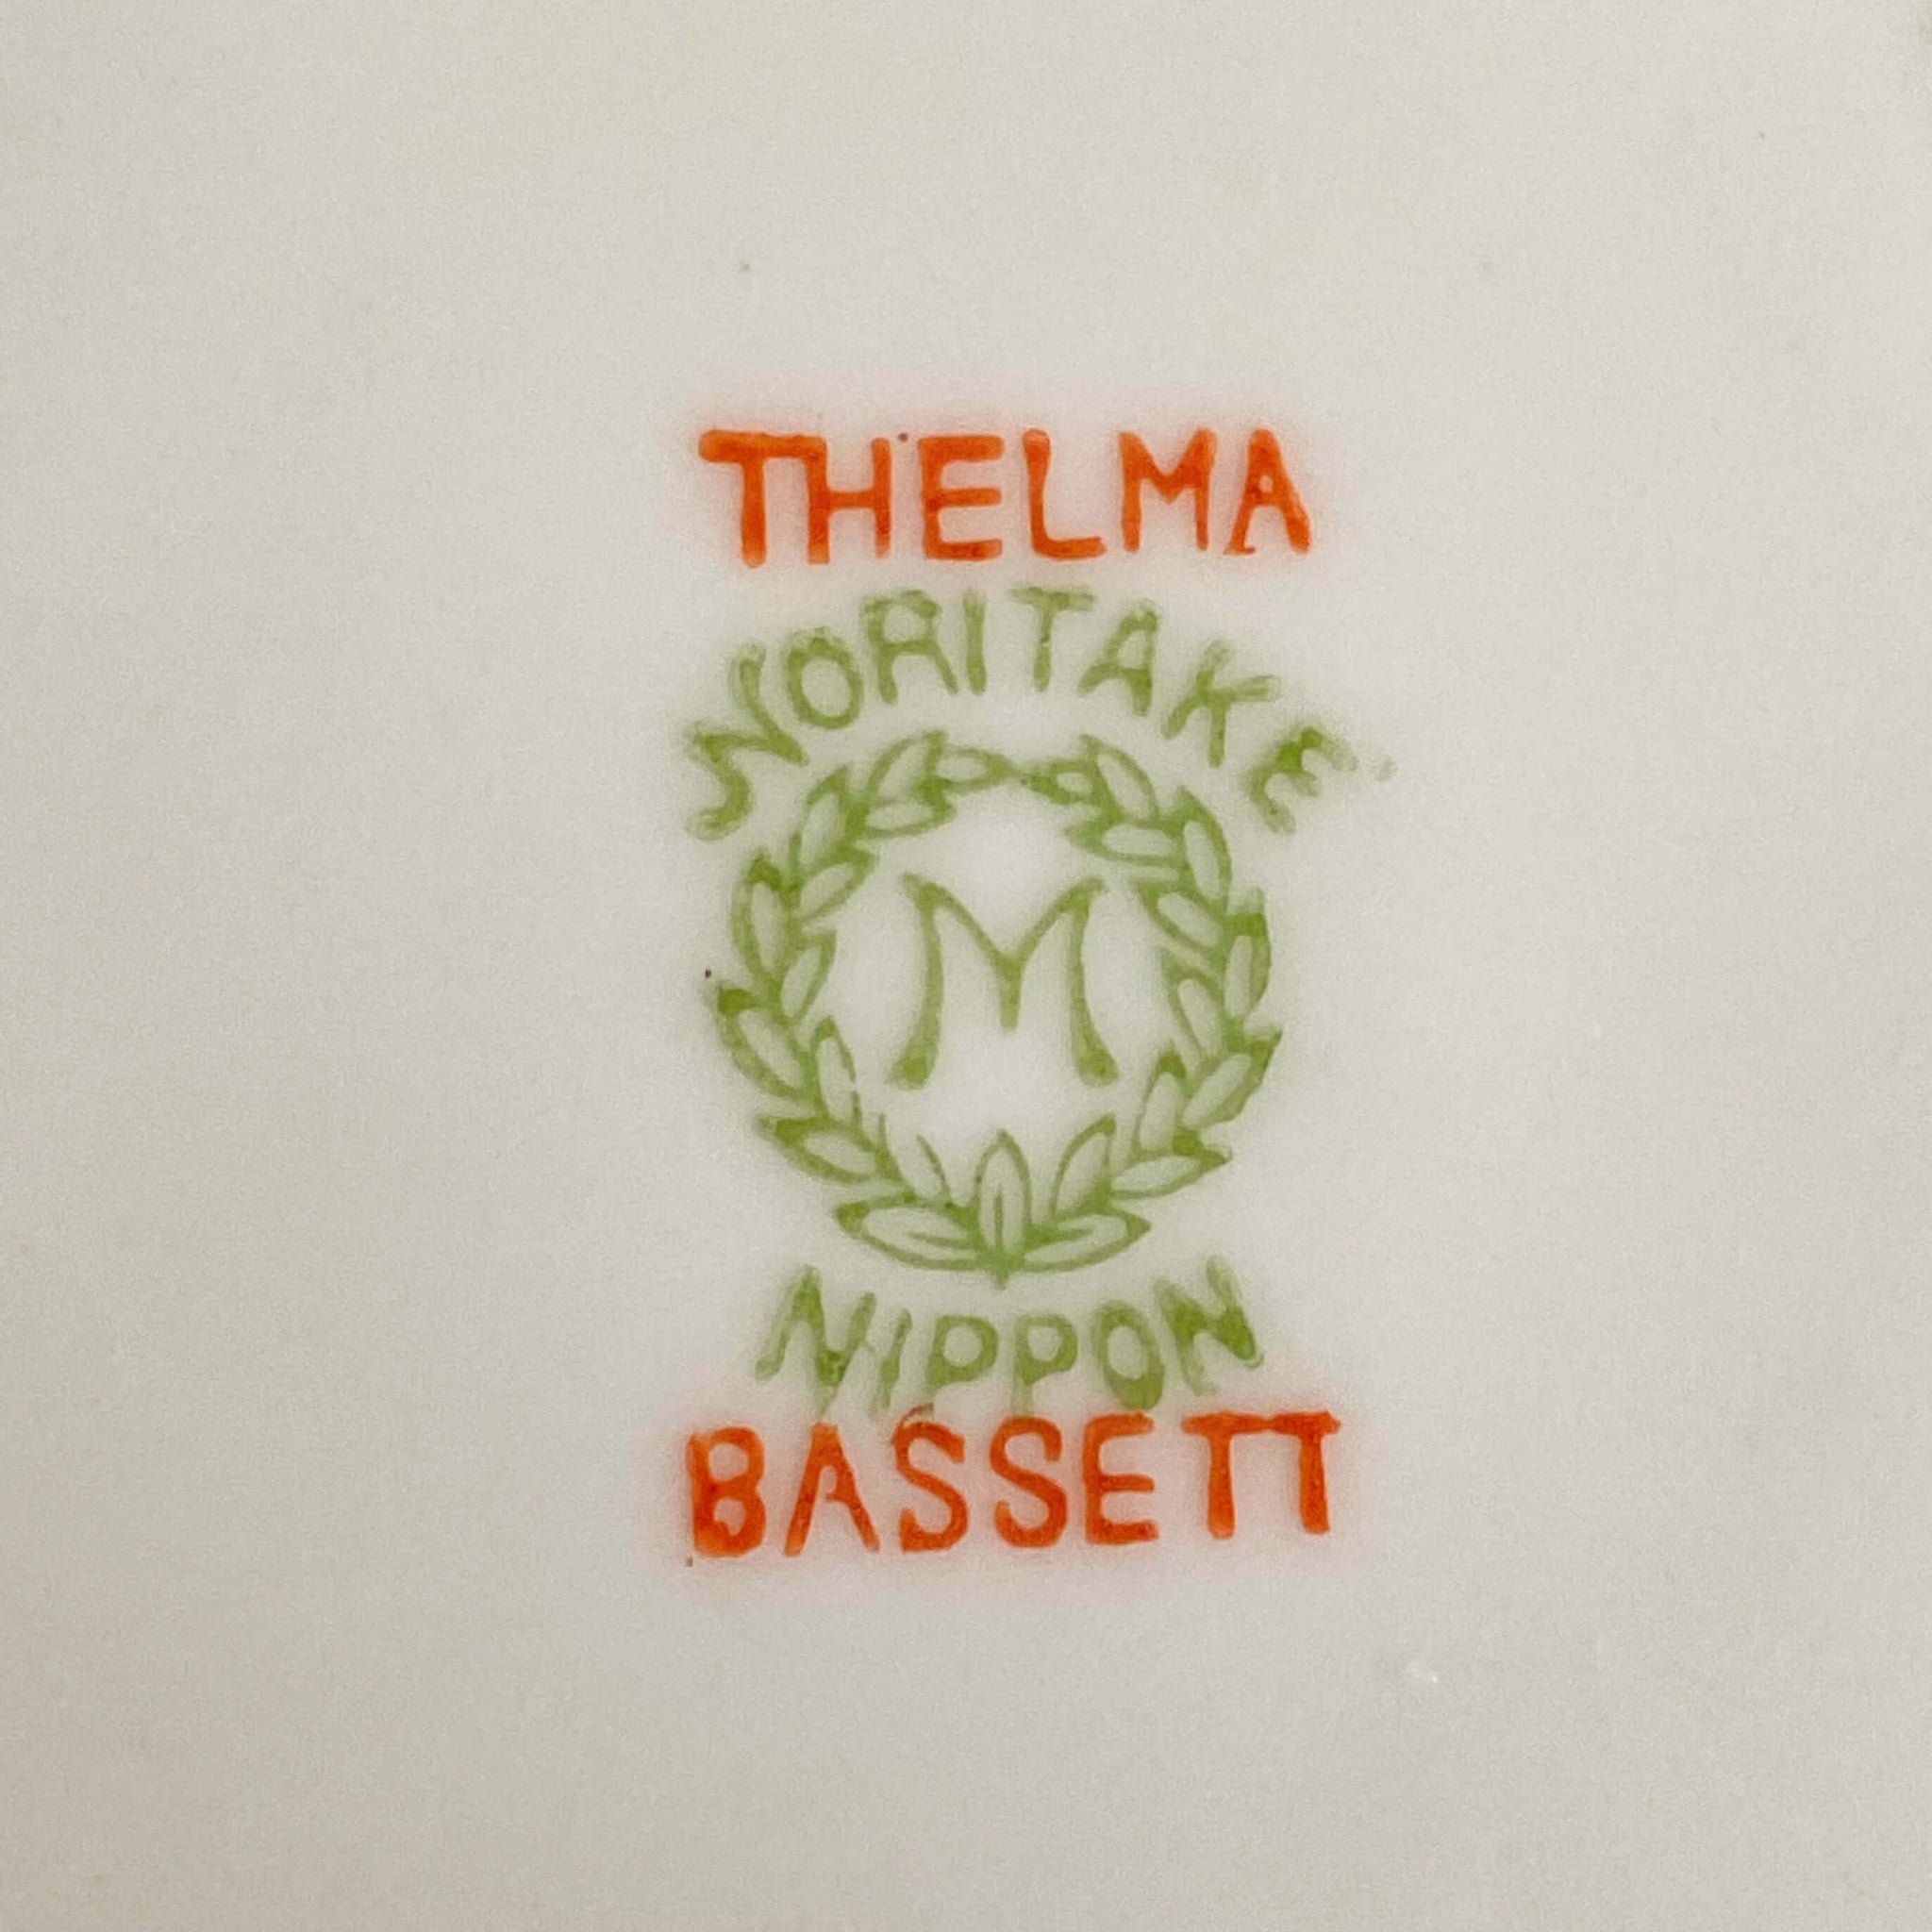 THELMA
NORITAKE
M
NIPPON
BASSETT